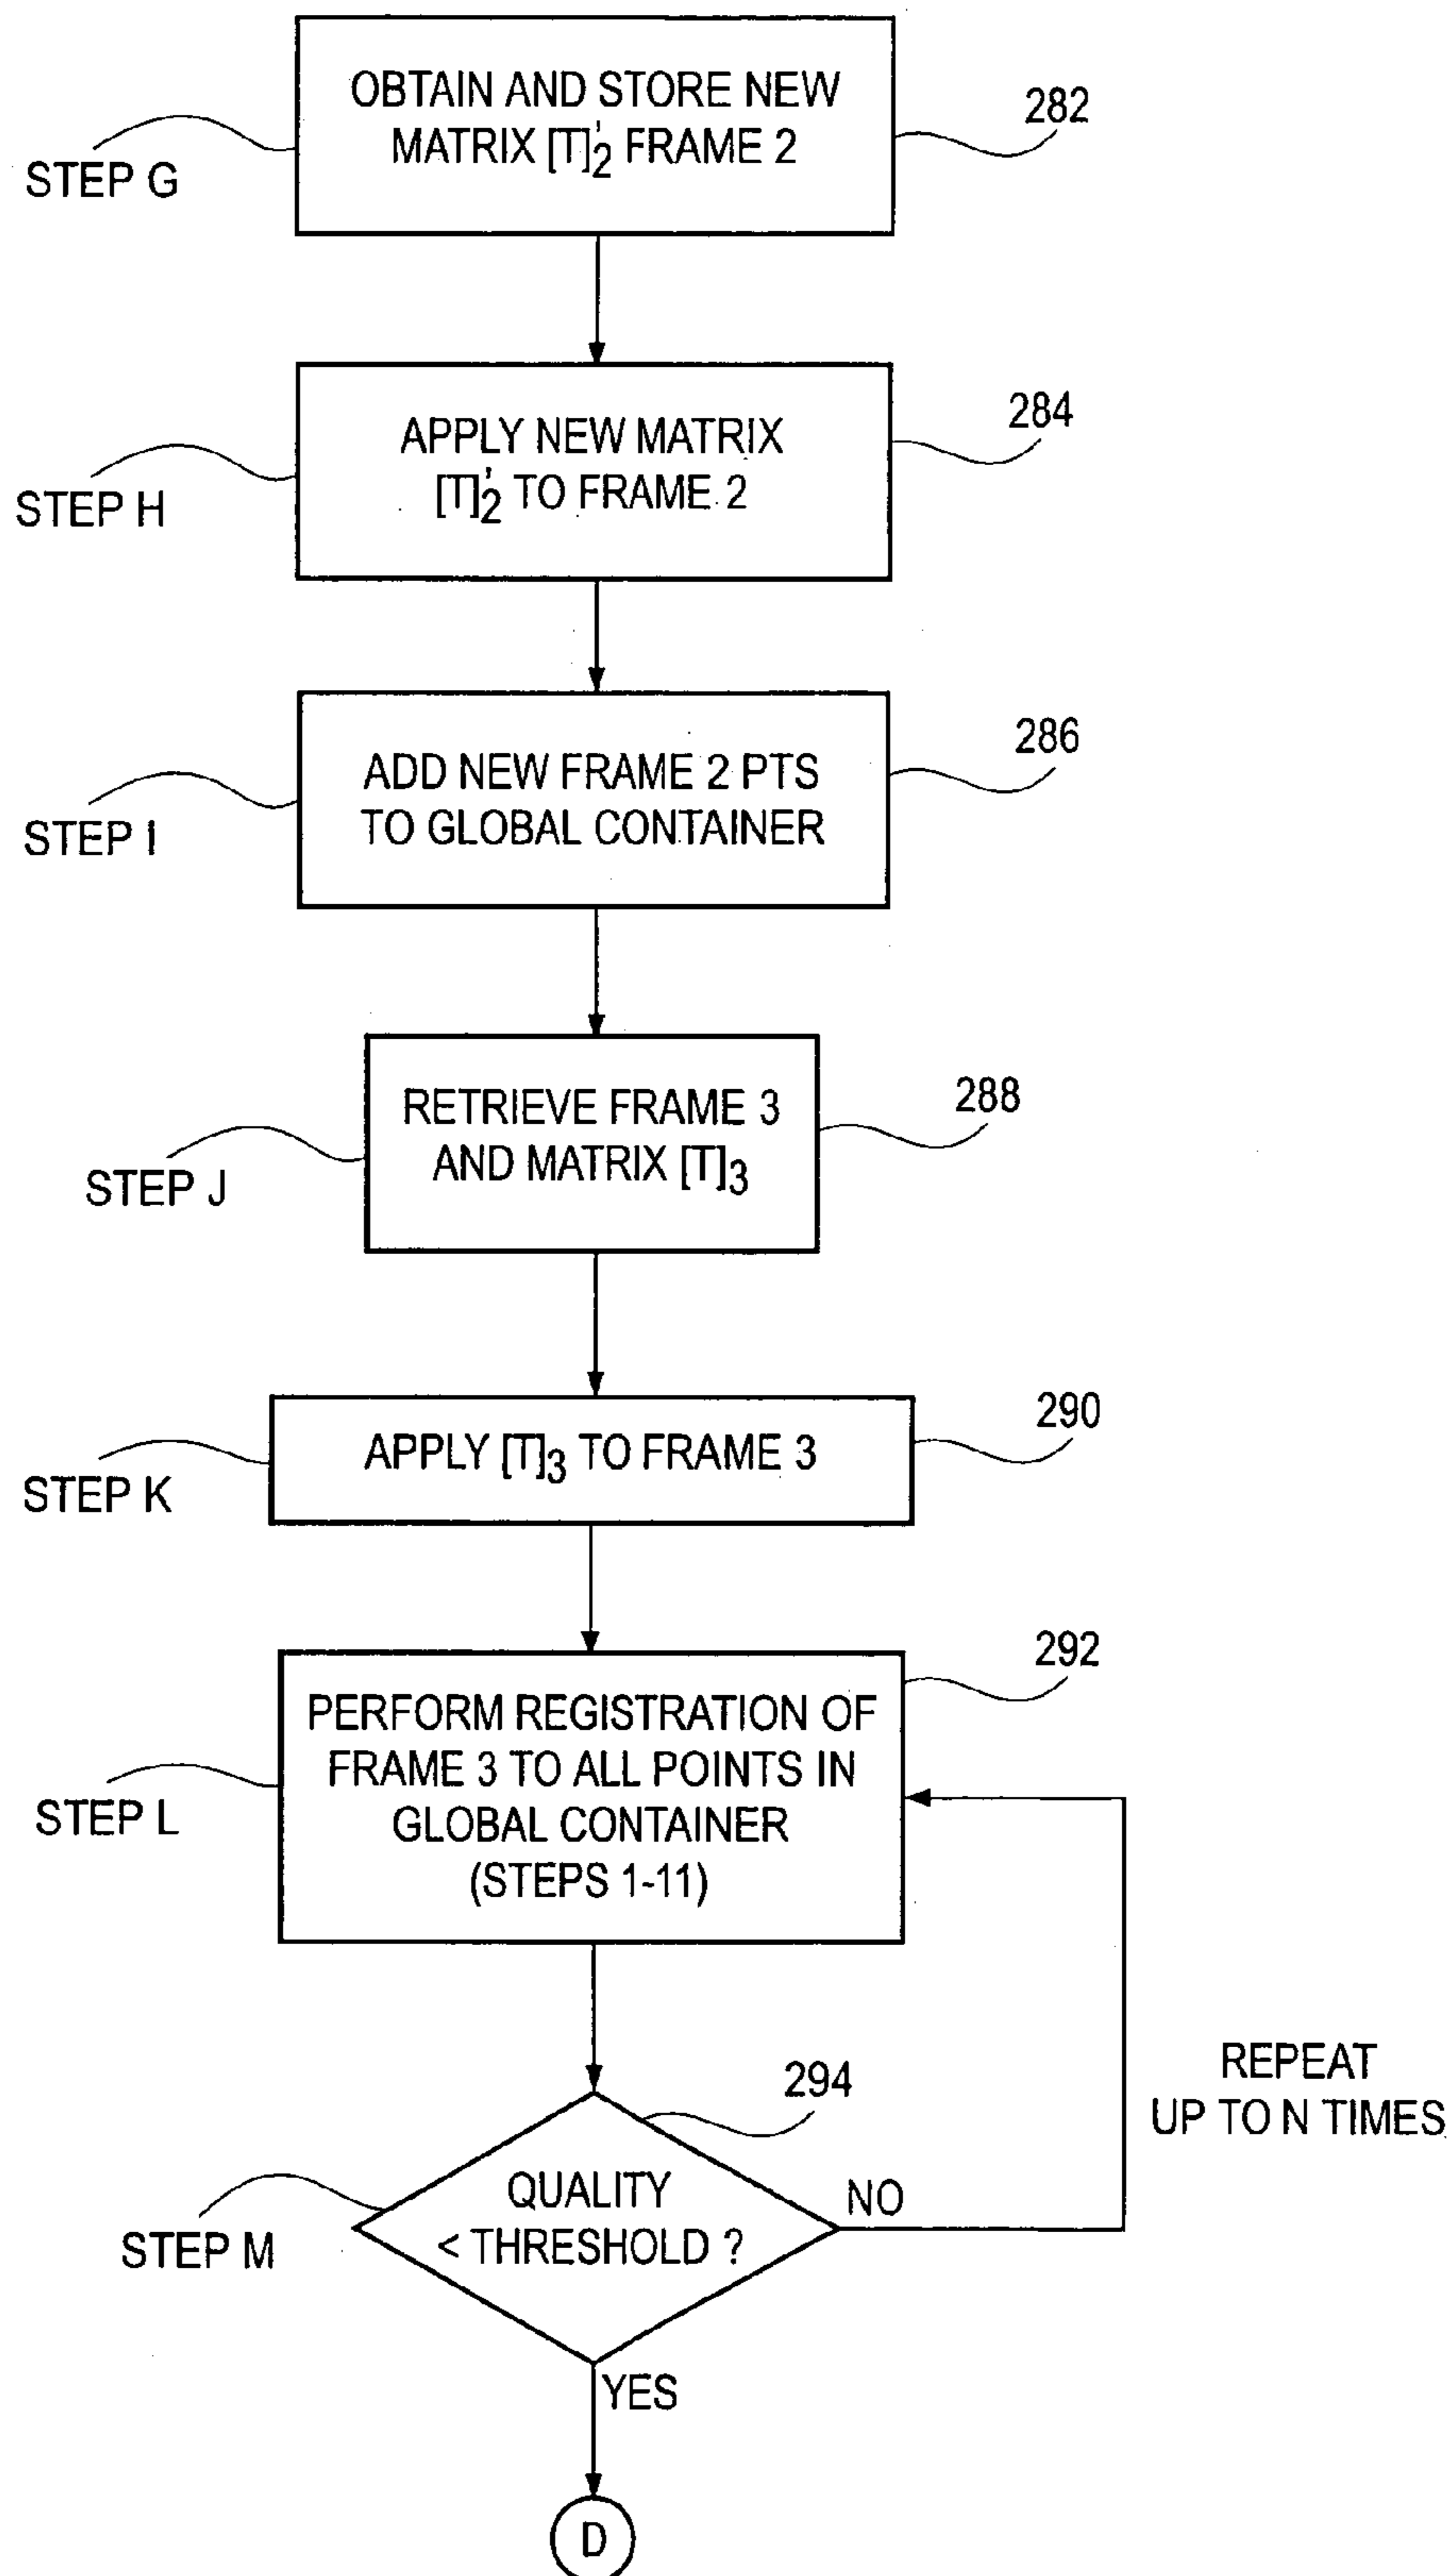 OBTAIN AND STORE NEW
MATRIX [T]'2 FRAME 2
282
STEP G
APPLY NEW MATRIX
[T]'2 TO FRAME 2
284
STEP H
ADD NEW FRAME 2 PTS
TO GLOBAL CONTAINER
286
STEP I
RETRIEVE FRAME 3
AND MATRIX [T]3
288
STEP J
APPLY [T]3 TO FRAME 3
290
STEP K
PERFORM REGISTRATION OF
FRAME 3 TO ALL POINTS IN
GLOBAL CONTAINER
(STEPS 1-11)
292
STEP L
REPEAT
UP TO N TIMES
294
QUALITY
< THRESHOLD ?
NO
STEP M
YES
D